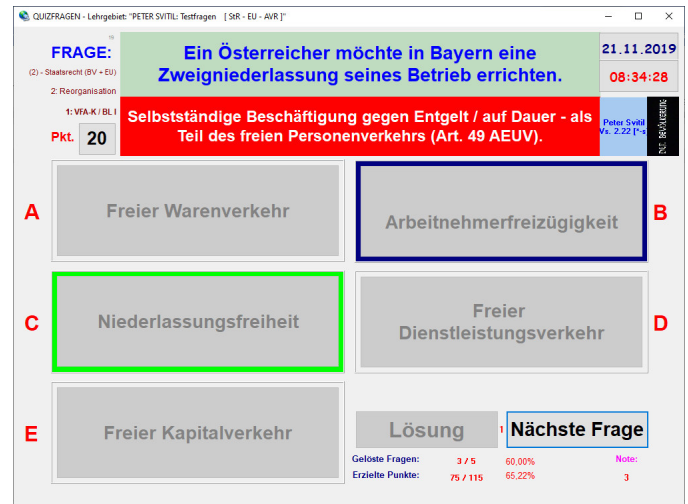 QUIZFRAGEN - Lehrgebiet: "PETER SVITIL: Testfragen [ StR - EU - AVR ]"
FRAGE:
(2) - Staatsrecht (BV + EU)
2: Reorganisation
1: VFA-K / BL I
Pkt. 20
Ein Österreicher möchte in Bayern eine
Zweigniederlassung seines Betrieb errichten.
21.11.2019
08:34:28
Selbstständige Beschäftigung gegen Entgelt / auf Dauer - als
Teil des freien Personenverkehrs (Art. 49 AEUV).
Peter Svitil
Vs. 2.22 [*-s
A
Freier Warenverkehr
Arbeitnehmerfreizügigkeit
B
C
Niederlassungsfreiheit
Freier
Dienstleistungsverkehr
D
E
Freier Kapitalverkehr
Lösung
1
Nächste Frage
Gelöste Fragen: 3 / 5 60,00% Note:
Erzielte Punkte: 75 / 115 65,22% 3